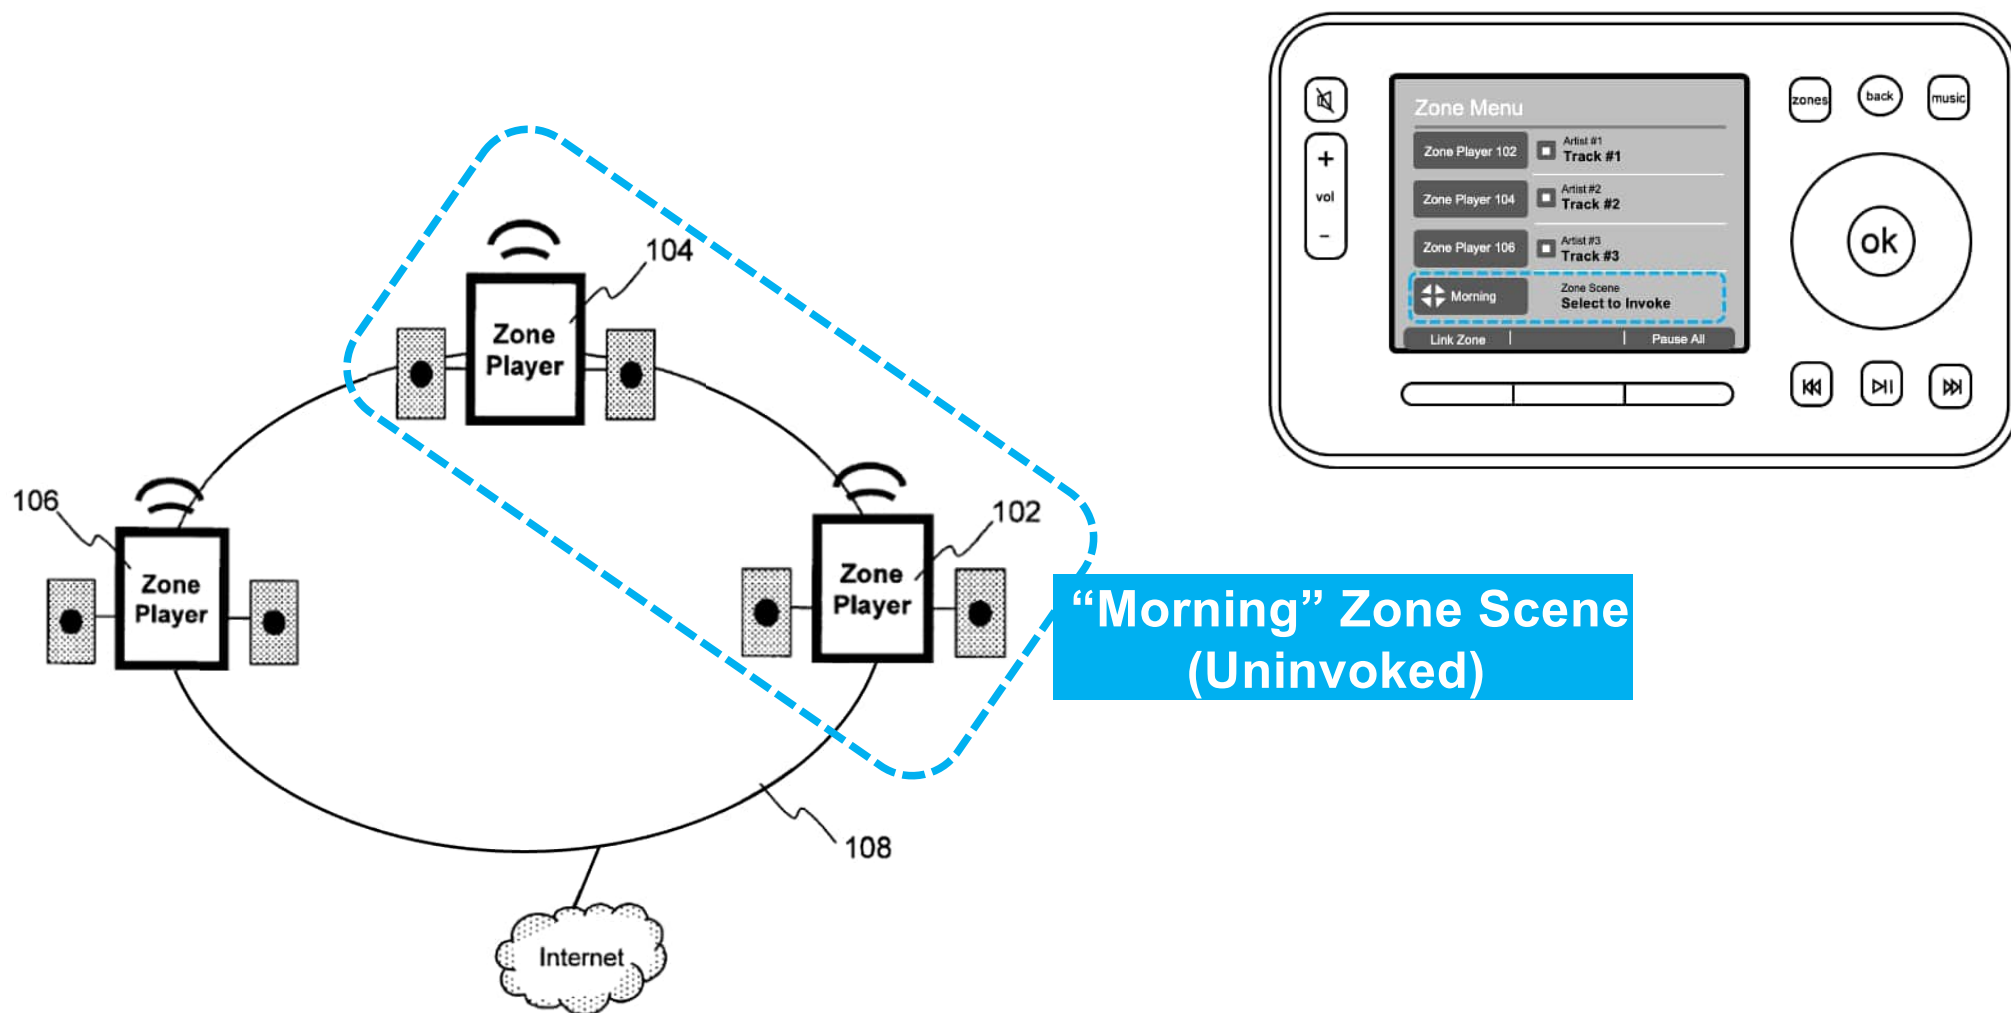 104
Zone
Player
106
Zone
Player
102
Zone
Player
108
Internet
“Morning” Zone Scene
(Uninvoked)
zones
back
music
+
vol
-
ok
Zone Menu
Zone Player 102
Artist #1
Track #1
Zone Player 104
Artist #2
Track #2
Zone Player 106
Artist #3
Track #3
Morning
Zone Scene
Select to Invoke
Link Zone
Pause All